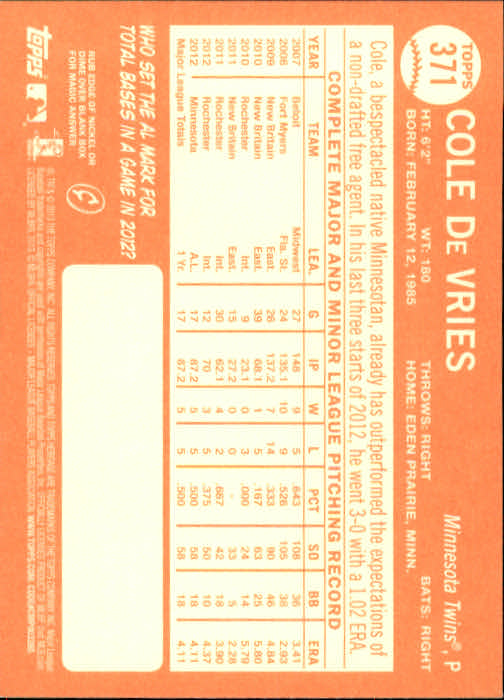 TOPPS
371
COLE DE VRIES
Minnesota Twins®, P
HT: 6'2" WT: 180 THROWS: RIGHT BATS: RIGHT
BORN: FEBRUARY 12, 1985 HOME: EDEN PRAIRIE, MINN.
Cole, a bespectacled native Minnesotan, already has outperformed the expectations of
a non-drafted free agent. In his last three starts of 2012, he went 3-0 with a 1.02 ERA.
COMPLETE MAJOR AND MINOR LEAGUE PITCHING RECORD
YEAR TEAM LEA. G IP W L PCT SO BB ERA
2007 Beloit Midwest 27 148 9 5 .643 108 36 3.41
2008 Fort Myers Fla. St. 24 135.1 10 9 .526 105 38 2.93
2009 New Britain East. 26 137.2 7 14 .333 90 46 4.84
2010 New Britain East. 39 68.1 1 5 .167 63 25 5.80
2010 Rochester Int. 9 23.1 0 3 .000 24 14 5.79
2011 New Britain East. 15 27.2 0 0 - 33 5 2.28
2011 Rochester Int. 30 62.1 4 2 .667 42 18 3.90
2012 Rochester Int. 12 70 3 5 .375 50 10 4.37
2012 Minnesota A.L. 17 87.2 5 5 .500 58 18 4.11
Major League Totals 1 Yr. 17 87.2 5 5 .500 58 18 4.11
WHO SET THE AL MARK FOR
TOTAL BASES IN A GAME IN 2012?
RUB EDGE OF NICKEL OR
DIME OVER BLANK BOX
FOR MAGIC ANSWER
topps
WWW.TOPPS.COM.